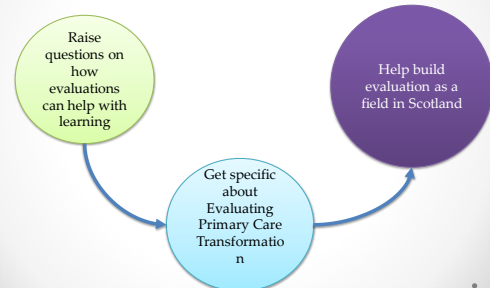 Raise
questions on
how
evaluations
can help with
learning
Get specific
about
Evaluating
Primary Care
Transformatio
n
Help build
evaluation as a
field in Scotland